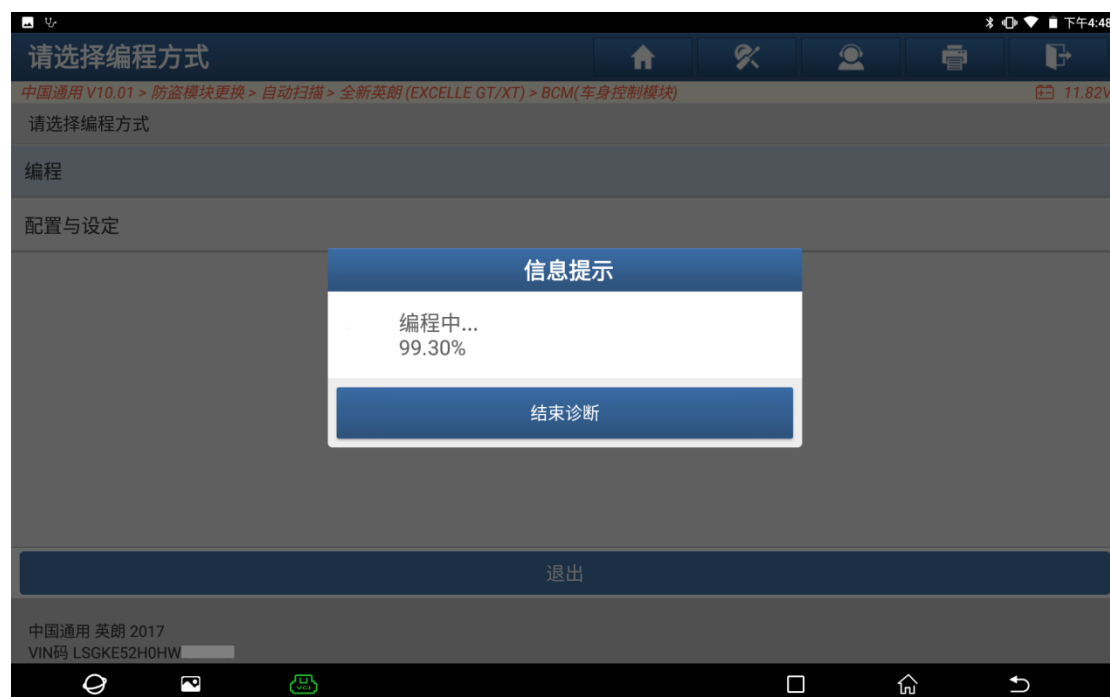 下午4:48
请选择编程方式
中国通用 V10.01 > 防盗模块更换 > 自动扫描 > 全新英朗 (EXCELLE GT/XT) > BCM(车身控制模块)
11.82V
请选择编程方式
编程
配置与设定
信息提示
编程中...
99.30%
结束诊断
退出
中国通用 英朗 2017
VIN码 LSGKE52H0HW
VCI